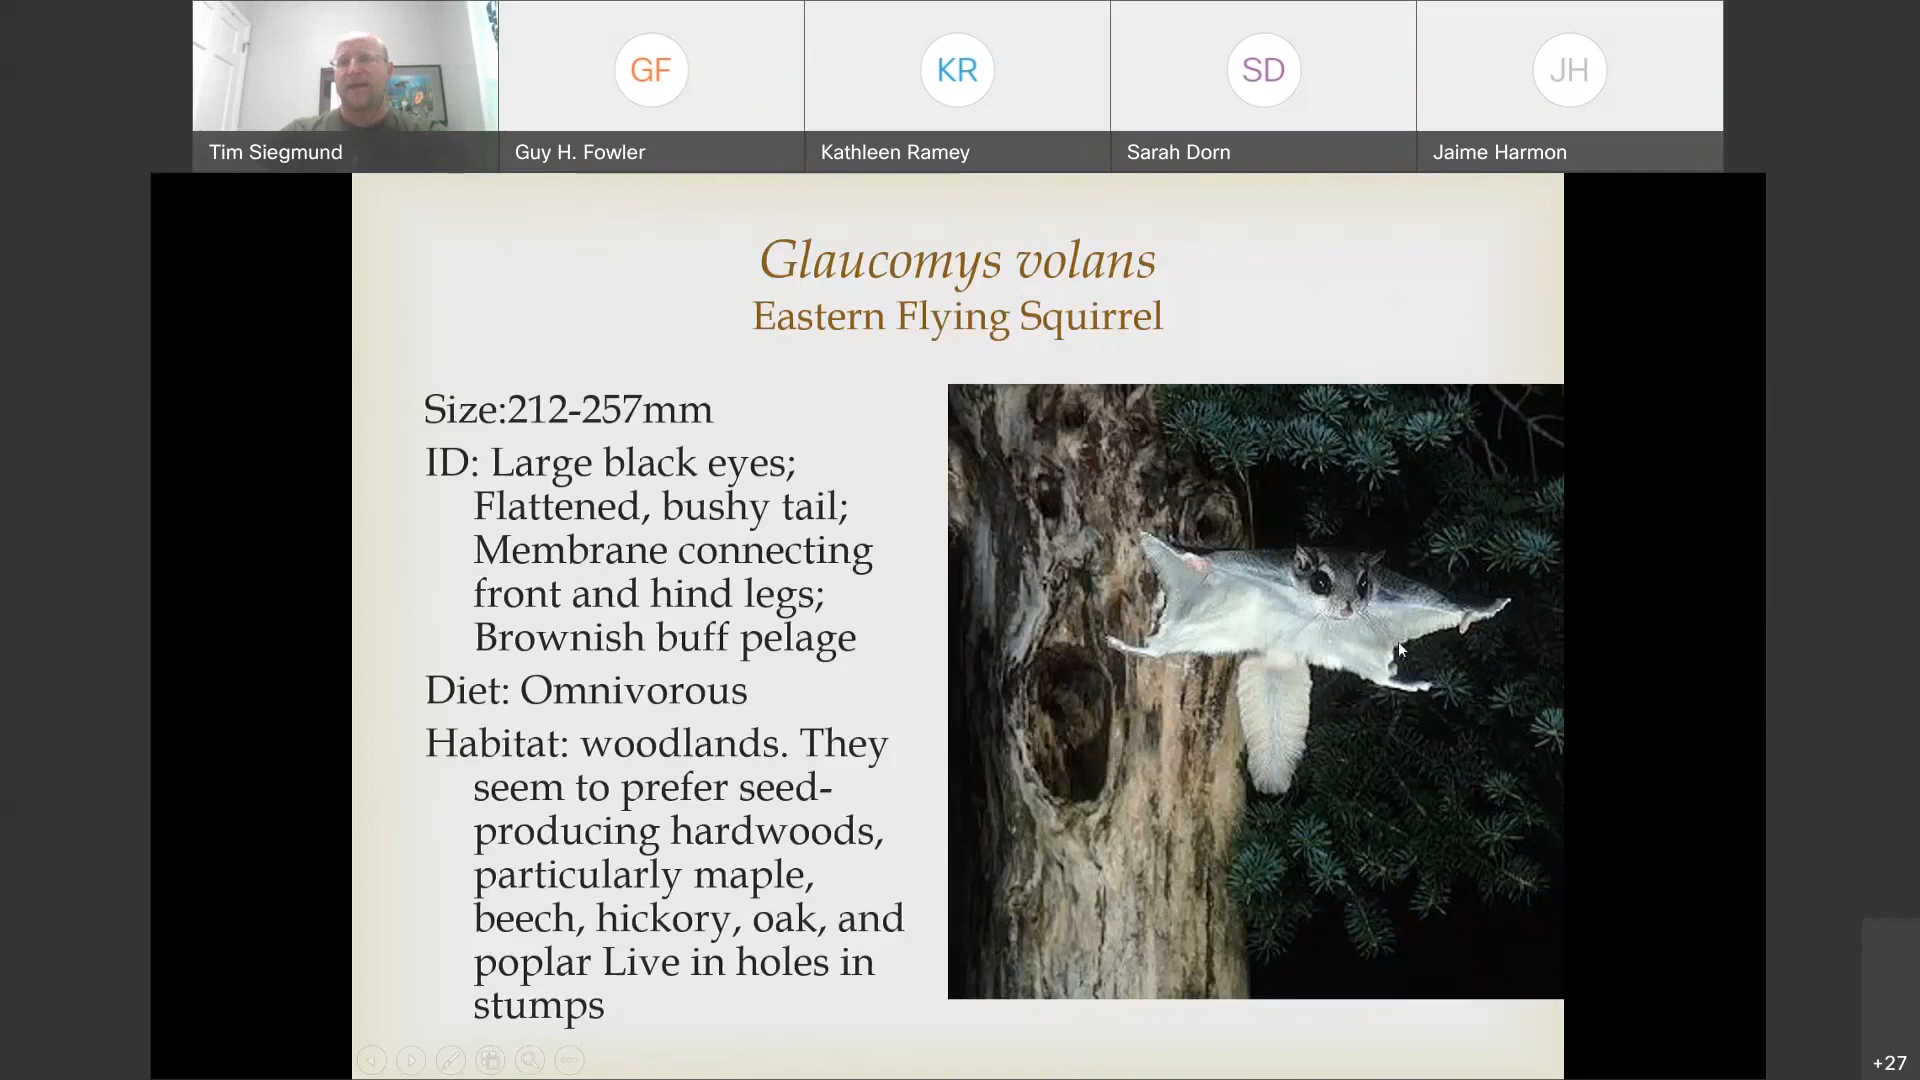 GF
KR
SD
JH
Tim Siegmund
Guy H. Fowler
Kathleen Ramey
Sarah Dorn
Jaime Harmon
Glaucomys volans
Eastern Flying Squirrel
Size:212-257mm
ID: Large black eyes;
Flattened, bushy tail;
Membrane connecting
front and hind legs;
Brownish buff pelage
Diet: Omnivorous
Habitat: woodlands. They
seem to prefer seed-
producing hardwoods,
particularly maple,
beech, hickory, oak, and
poplar Live in holes in
stumps
+27